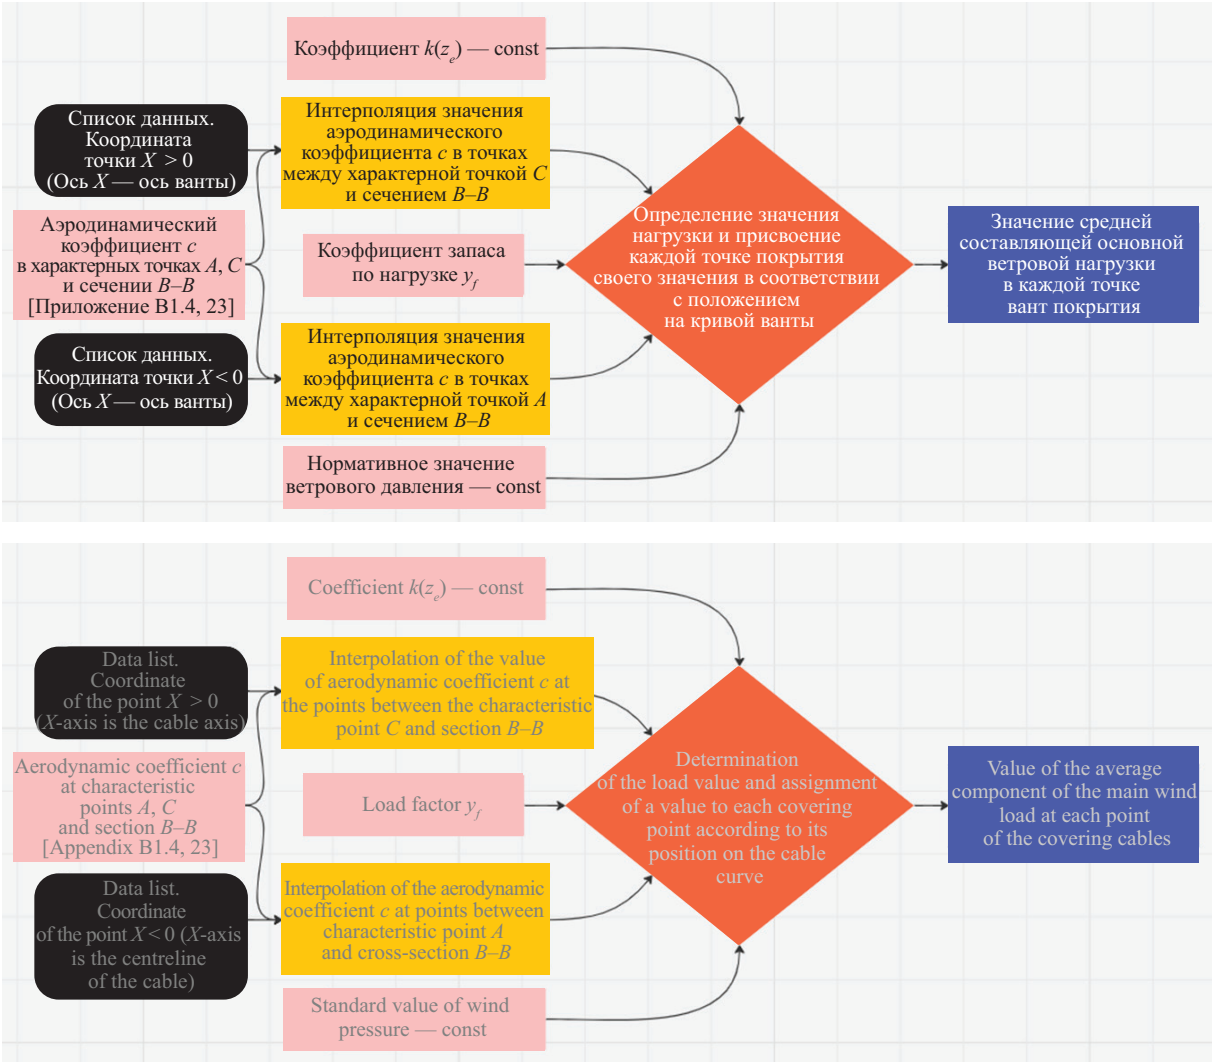 Коэффициент k(zₑ) — const
Список данных.
Координата
точки X > 0
(Ось X — ось ванты)
Интерполяция значения
аэродинамического
коэффициента c в точках
между характерной точкой C
и сечением B–B
Аэродинамический
коэффициент c
в характерных точках A, C
и сечении B–B
[Приложение В1.4, 23]
Коэффициент запаса
по нагрузке y_f
Определение значения
нагрузки и присвоение
каждой точке покрытия
своего значения в соответствии
с положением
на кривой ванты
Значение средней
составляющей основной
ветровой нагрузки
в каждой точке
вант покрытия
Список данных.
Координата точки X < 0
(Ось X — ось ванты)
Интерполяция значения
аэродинамического
коэффициента c в точках
между характерной точкой A
и сечением B–B
Нормативное значение
ветрового давления — const
Coefficient k(zₑ) — const
Data list.
Coordinate
of the point X > 0
(X-axis is the cable axis)
Interpolation of the value
of aerodynamic coefficient c at
the points between the characteristic
point C and section B–B
Aerodynamic coefficient c
at characteristic
points A, C
and section B–B
[Appendix B1.4, 23]
Load factor y_f
Determination
of the load value and assignment
of a value to each covering
point according to its
position on the cable
curve
Value of the average
component of the main wind
load at each point
of the covering cables
Data list.
Coordinate
of the point X < 0 (X-axis
is the centreline
of the cable)
Interpolation of the aerodynamic
coefficient c at points between
characteristic point A
and cross-section B–B
Standard value of wind
pressure — const